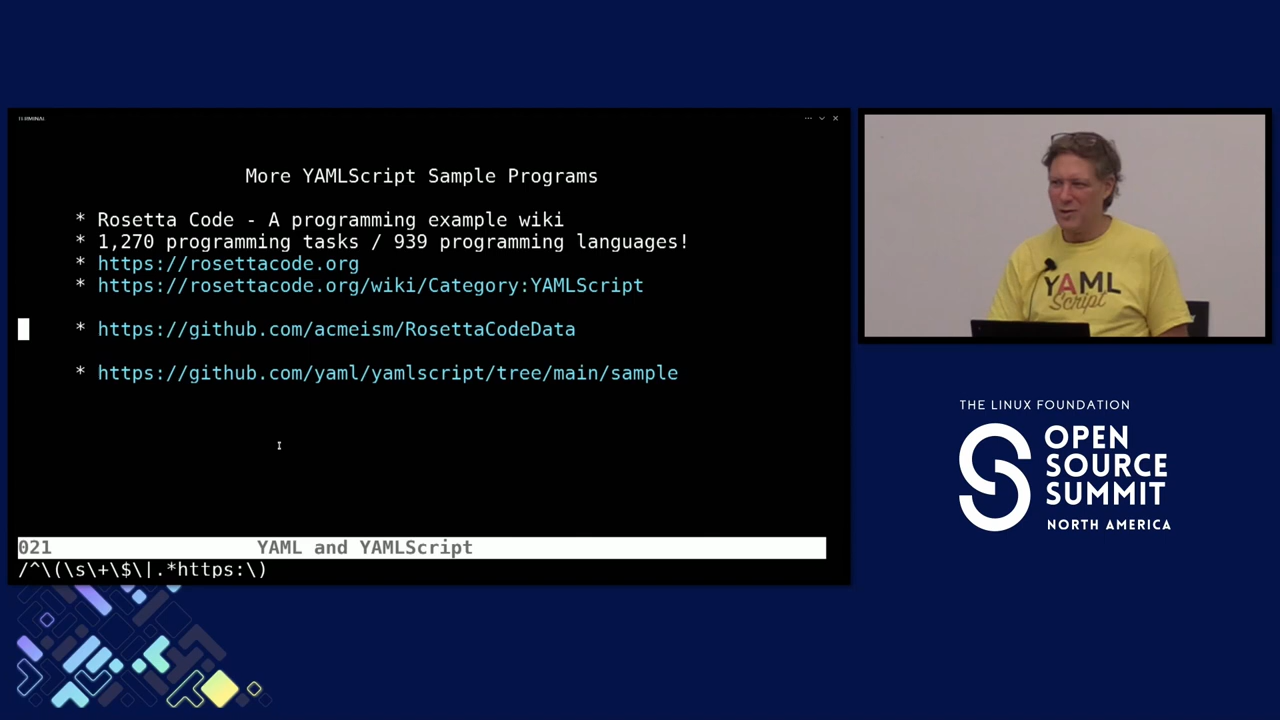 TERMINAL
More YAMLScript Sample Programs
* Rosetta Code - A programming example wiki
* 1,270 programming tasks / 939 programming languages!
* https://rosettacode.org
* https://rosettacode.org/wiki/Category:YAMLScript
* https://github.com/acmeism/RosettaCodeData
* https://github.com/yaml/yamlscript/tree/main/sample
021 YAML and YAMLScript
/^\(\s\+\$\|.*https:\)
YAML
Script
THE LINUX FOUNDATION
OPEN
SOURCE
SUMMIT
NORTH AMERICA